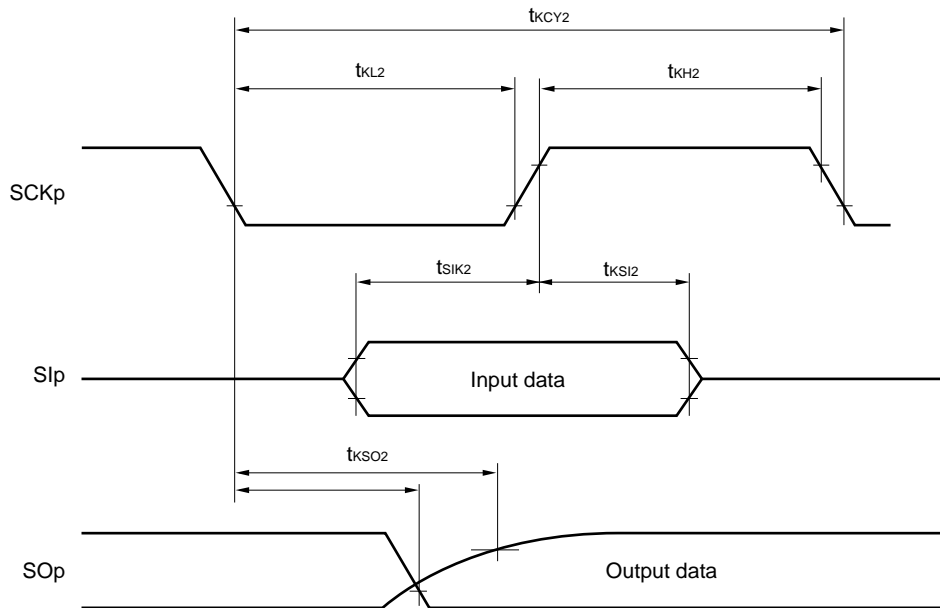 tKCY2
tKL2
tKH2
SCKp
tSIK2
tKSI2
SIp
Input data
tKSO2
SOp
Output data